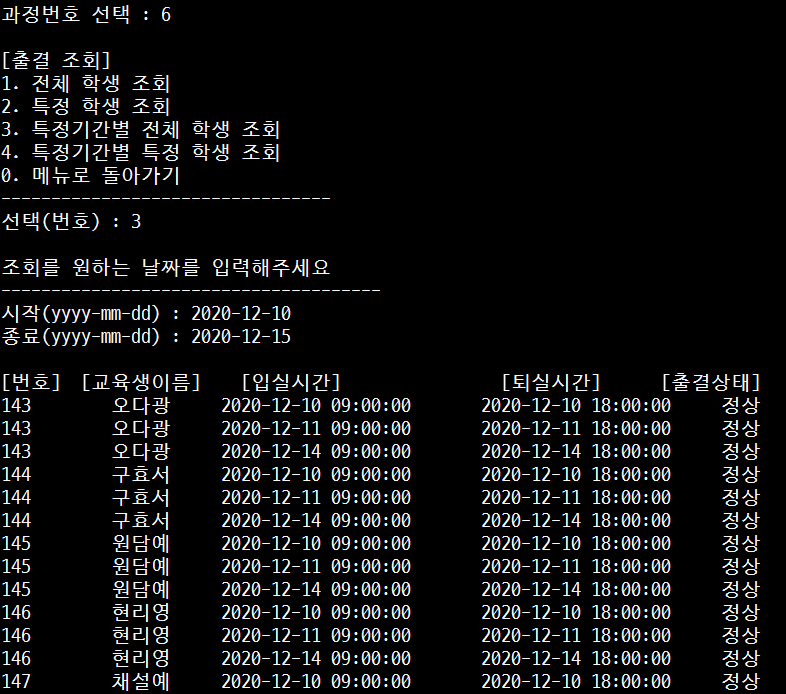 과정번호 선택 : 6
[출결 조회]
1. 전체 학생 조회
2. 특정 학생 조회
3. 특정기간별 전체 학생 조회
4. 특정기간별 특정 학생 조회
0. 메뉴로 돌아가기
---------------------------------
선택(번호) : 3
조회를 원하는 날짜를 입력해주세요
--------------------------------------
시작(yyyy-mm-dd) : 2020-12-10
종료(yyyy-mm-dd) : 2020-12-15
[번호] [교육생이름] [입실시간] [퇴실시간] [출결상태]
143 오다광 2020-12-10 09:00:00 2020-12-10 18:00:00 정상
143 오다광 2020-12-11 09:00:00 2020-12-11 18:00:00 정상
143 오다광 2020-12-14 09:00:00 2020-12-14 18:00:00 정상
144 구효서 2020-12-10 09:00:00 2020-12-10 18:00:00 정상
144 구효서 2020-12-11 09:00:00 2020-12-11 18:00:00 정상
144 구효서 2020-12-14 09:00:00 2020-12-14 18:00:00 정상
145 원담예 2020-12-10 09:00:00 2020-12-10 18:00:00 정상
145 원담예 2020-12-11 09:00:00 2020-12-11 18:00:00 정상
145 원담예 2020-12-14 09:00:00 2020-12-14 18:00:00 정상
146 현리영 2020-12-10 09:00:00 2020-12-10 18:00:00 정상
146 현리영 2020-12-11 09:00:00 2020-12-11 18:00:00 정상
146 현리영 2020-12-14 09:00:00 2020-12-14 18:00:00 정상
147 채설예 2020-12-10 09:00:00 2020-12-10 18:00:00 정상